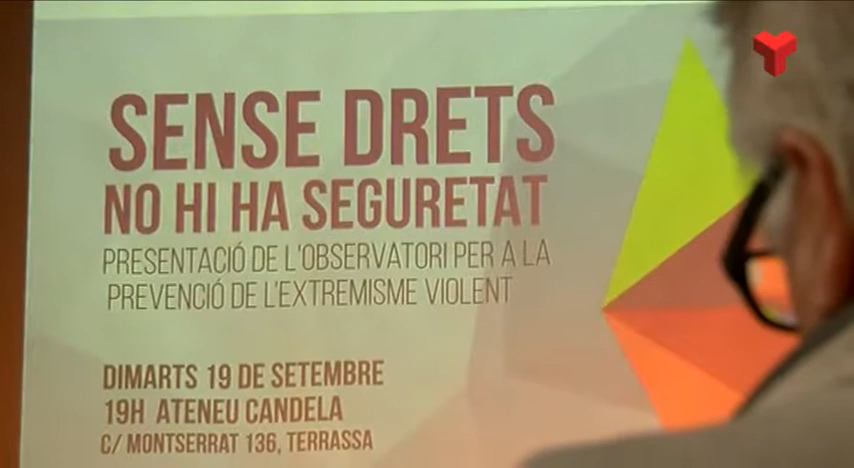 SENSE DRETS
NO HI HA SEGURETAT
PRESENTACIÓ DE L'OBSERVATORI PER A LA
PREVENCIÓ DE L'EXTREMISME VIOLENT
DIMARTS 19 DE SETEMBRE
19H ATENEU CANDELA
C/ MONTSERRAT 136, TERRASSA